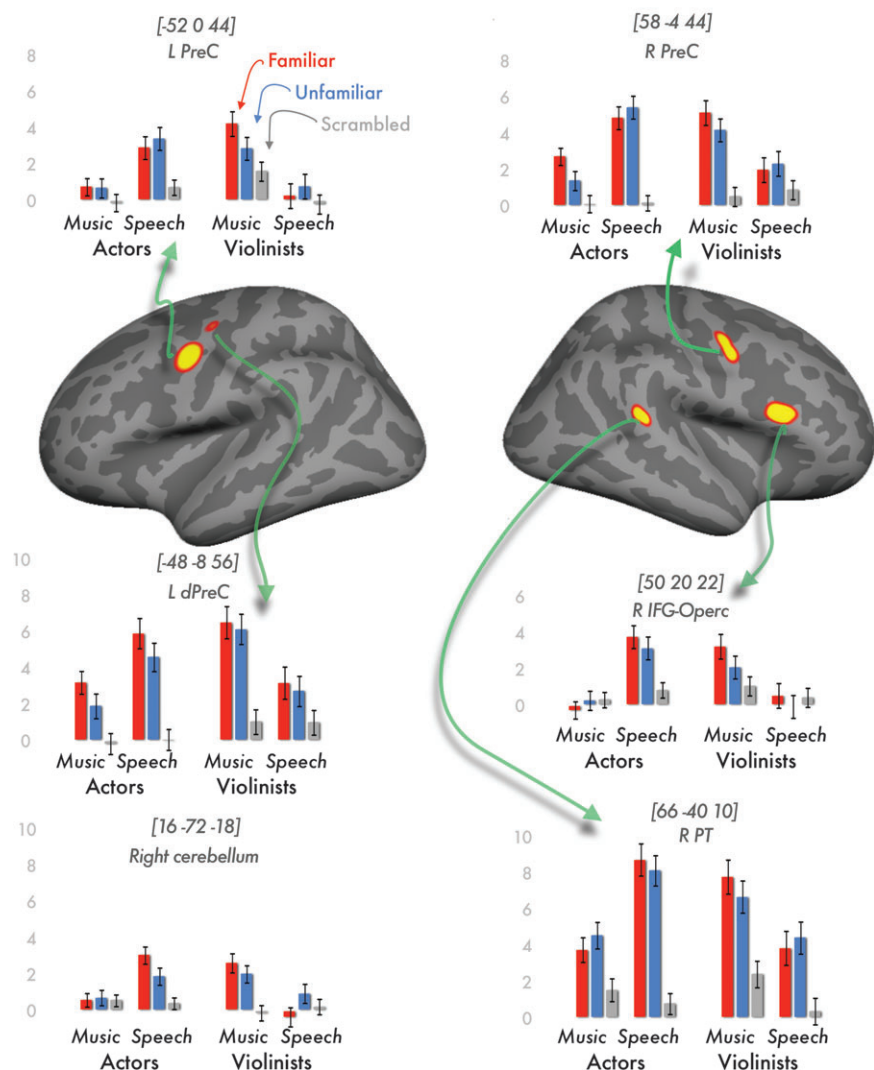 [-52 0 44]
L PreC
8
6
4
2
0
Familiar
Unfamiliar
Scrambled
Music Speech Music Speech
Actors Violinists
[58 -4 44]
R PreC
8
6
4
2
0
Music Speech Music Speech
Actors Violinists
[-48 -8 56]
L dPreC
10
8
6
4
2
0
Music Speech Music Speech
Actors Violinists
[50 20 22]
R IFG-Operc
6
4
2
0
Music Speech Music Speech
Actors Violinists
[16 -72 -18]
Right cerebellum
10
8
6
4
2
0
Music Speech Music Speech
Actors Violinists
[66 -40 10]
R PT
10
8
6
4
2
0
Music Speech Music Speech
Actors Violinists